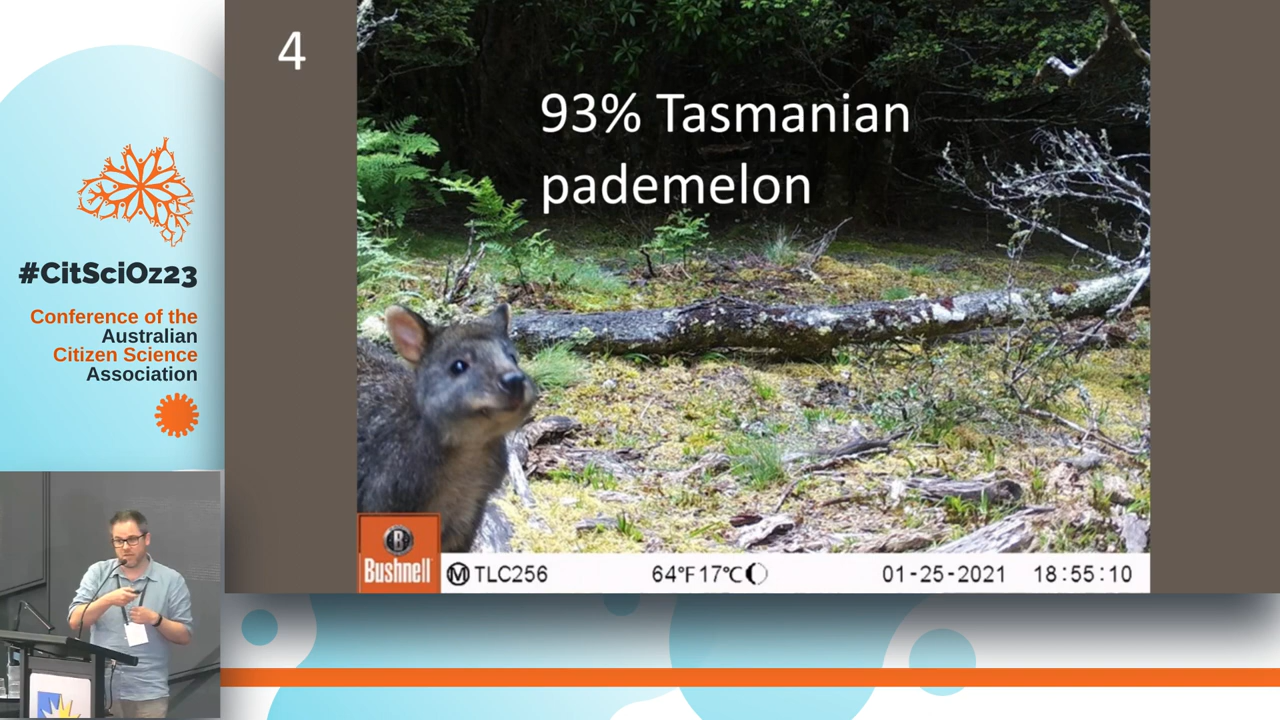 4
93% Tasmanian
pademelon
#CitSciOz23
Conference of the
Australian
Citizen Science
Association
B
Bushnell
M TLC256
64°F17°C
01-25-2021 18:55:10